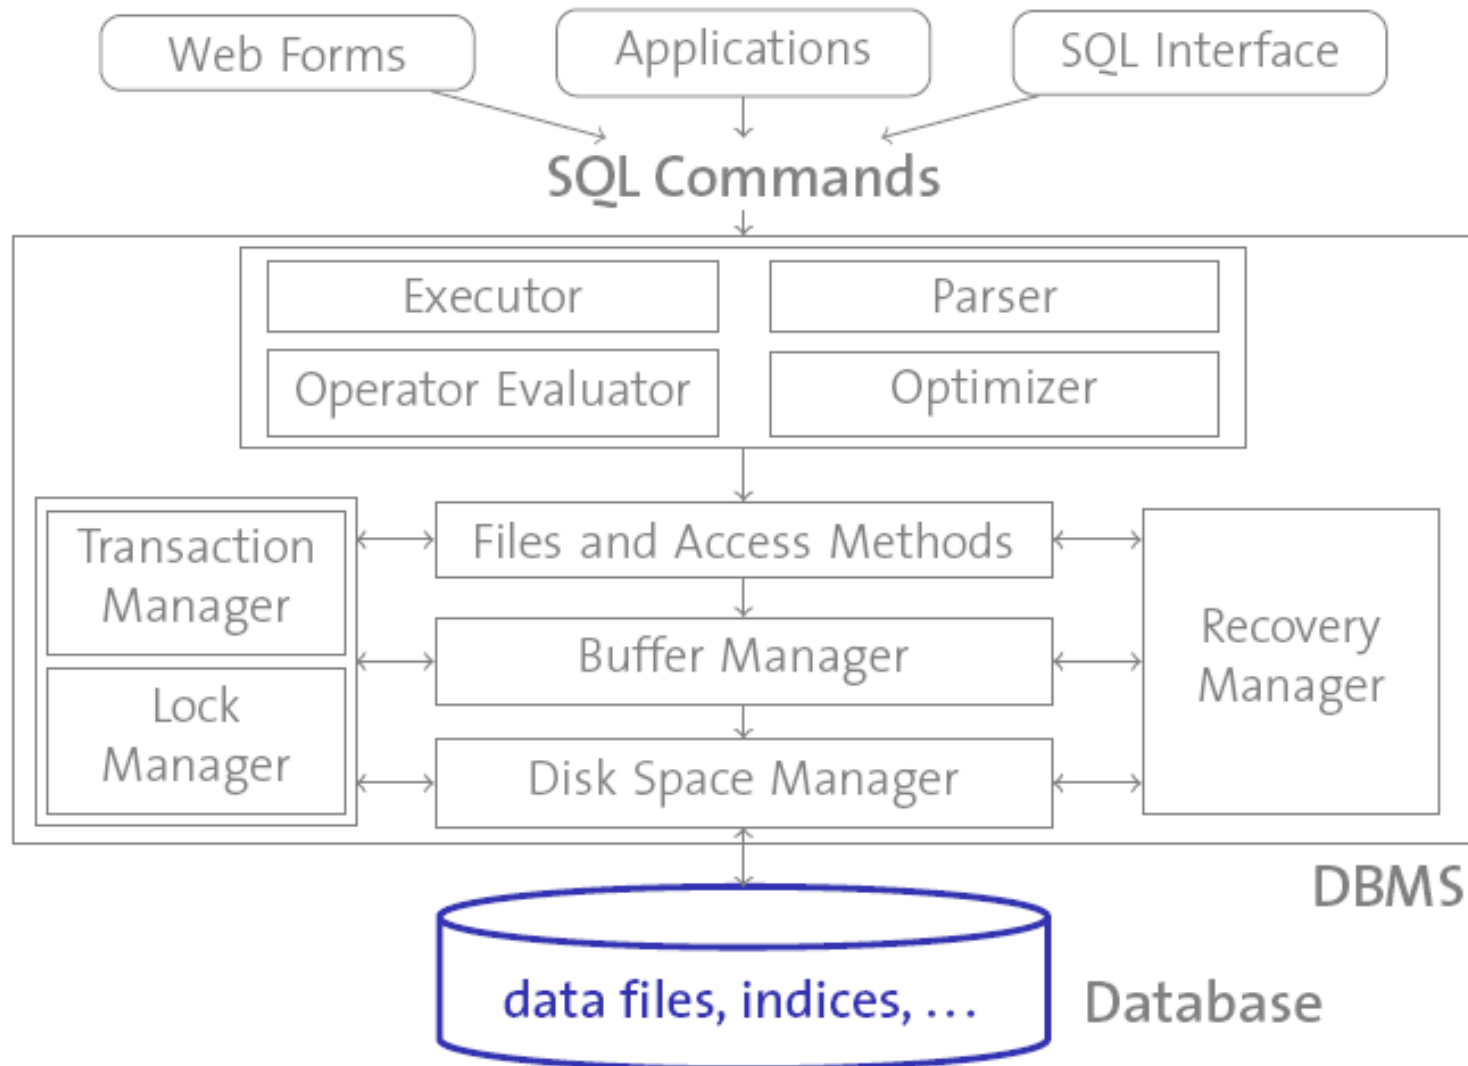 Web Forms
Applications
SQL Interface
SQL Commands
Executor
Parser
Operator Evaluator
Optimizer
Transaction
Manager
Files and Access Methods
Recovery
Manager
Buffer Manager
Lock
Manager
Disk Space Manager
DBMS
data files, indices, …
Database